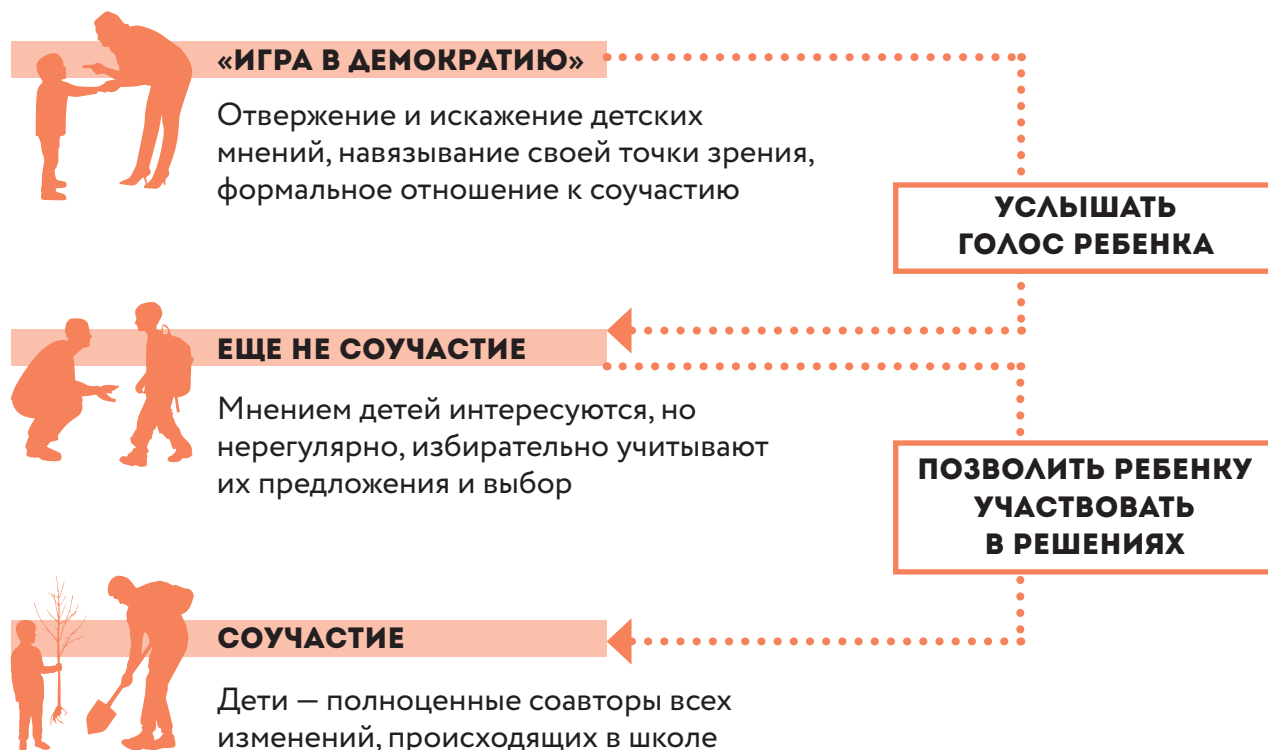 «ИГРА В ДЕМОКРАТИЮ»
Отвержение и искажение детских
мнений, навязывание своей точки зрения,
формальное отношение к соучастию
УСЛЫШАТЬ
ГОЛОС РЕБЕНКА
ЕЩЕ НЕ СОУЧАСТИЕ
Мнением детей интересуются, но
нерегулярно, избирательно учитывают
их предложения и выбор
ПОЗВОЛИТЬ РЕБЕНКУ
УЧАСТВОВАТЬ
В РЕШЕНИЯХ
СОУЧАСТИЕ
Дети — полноценные соавторы всех
изменений, происходящих в школе